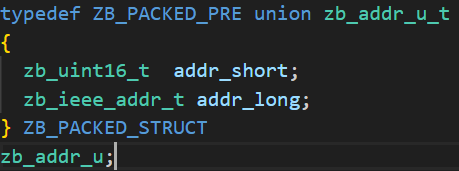 typedef ZB_PACKED_PRE union zb_addr_u_t
{
  zb_uint16_t  addr_short;
  zb_ieee_addr_t addr_long;
} ZB_PACKED_STRUCT
zb_addr_u;